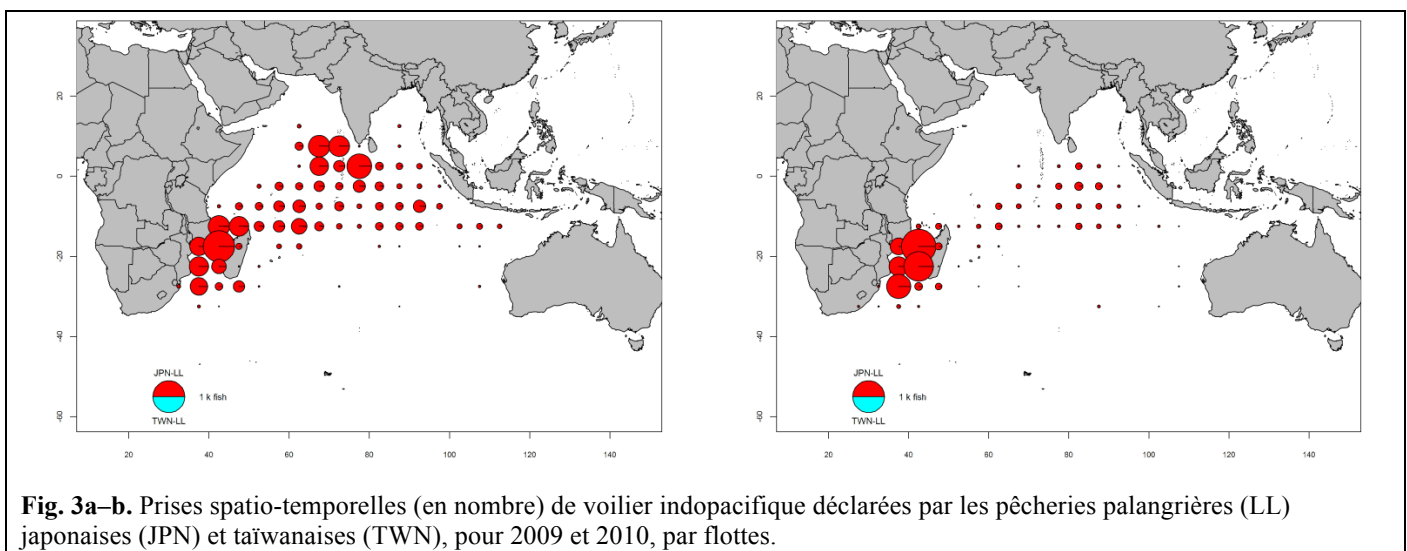 20
0
-20
-40
-60
JPN-LL
1 k fish
TWN-LL
20 40 60 80 100 120 140
20
0
-20
-40
-60
JPN-LL
1 k fish
TWN-LL
20 40 60 80 100 120 140
Fig. 3a–b. Prises spatio-temporelles (en nombre) de voilier indopacifique déclarées par les pêcheries palangrières (LL)
japonaises (JPN) et taïwanaises (TWN), pour 2009 et 2010, par flottes.